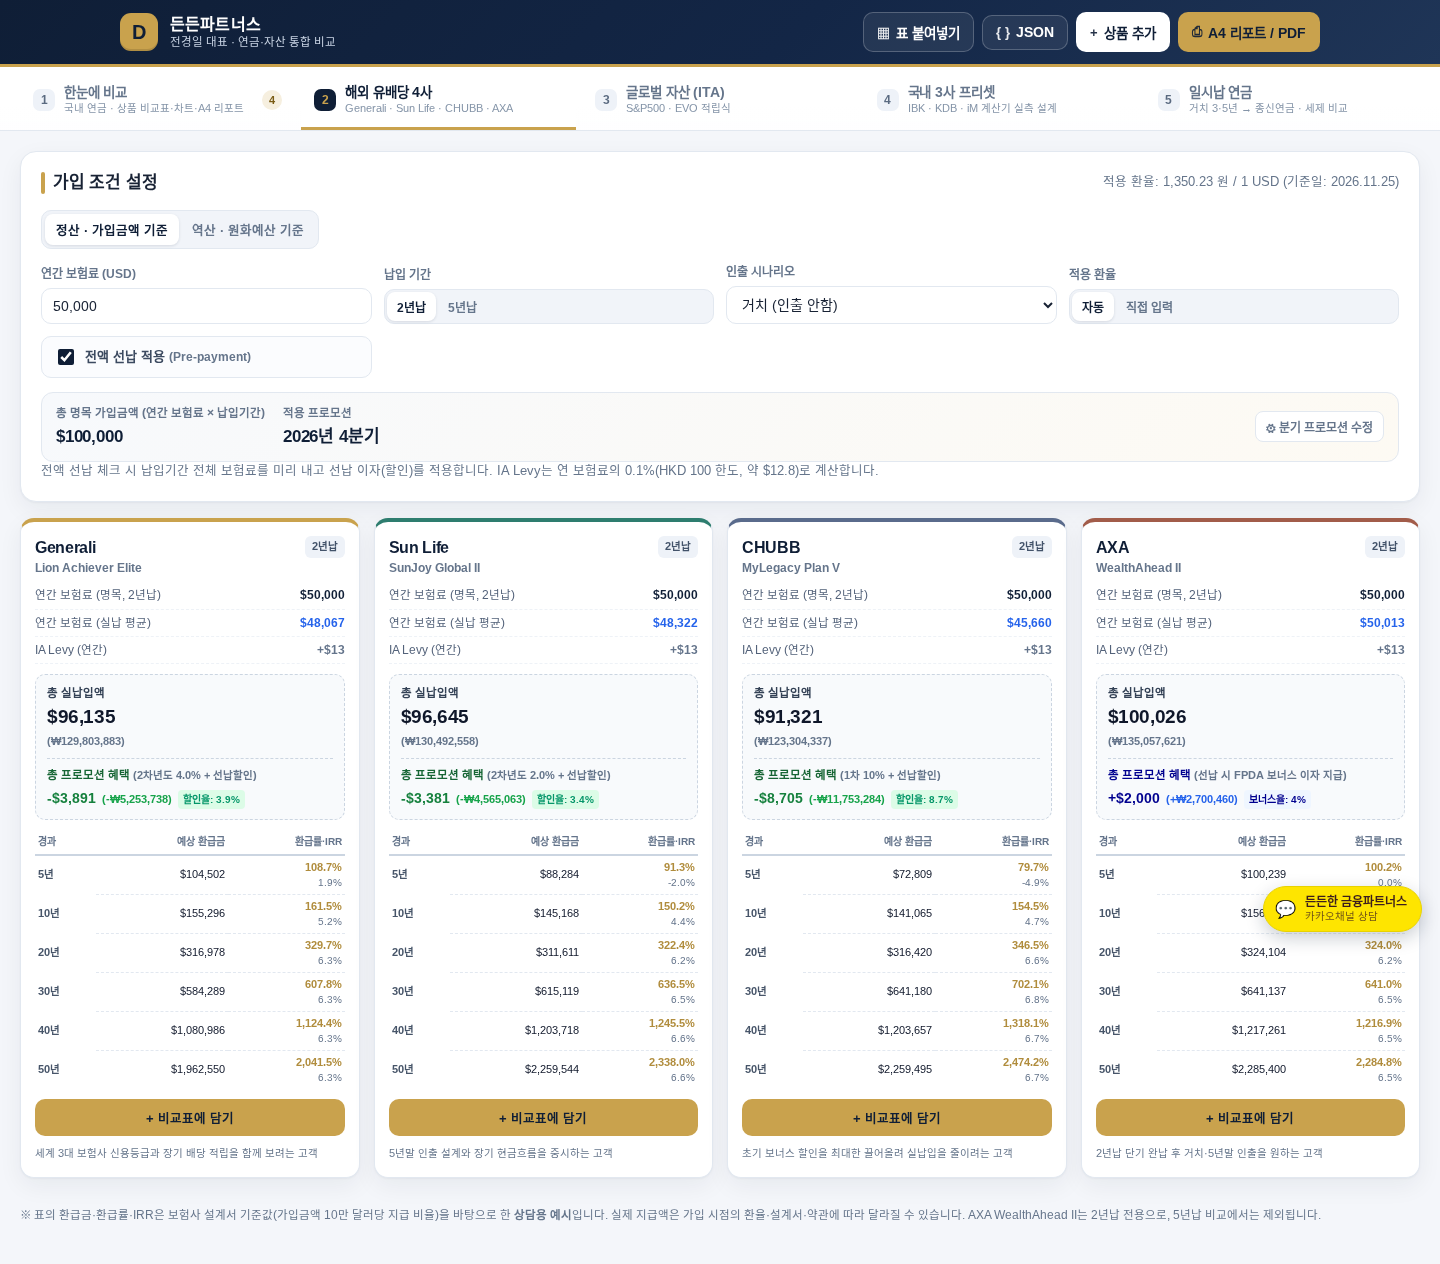 D
든든파트너스
전경일 대표 · 연금·자산 통합 비교
▦ 표 붙여넣기
{ } JSON
+ 상품 추가
⎙ A4 리포트 / PDF
1 한눈에 비교
국내 연금 · 상품 비교표·차트·A4 리포트
4
2 해외 유배당 4사
Generali · Sun Life · CHUBB · AXA
3 글로벌 자산 (ITA)
S&P500 · EVO 적립식
4 국내 3사 프리셋
IBK · KDB · iM 계산기 실측 설계
5 일시납 연금
거치 3·5년 → 종신연금 · 세제 비교
가입 조건 설정
적용 환율: 1,350.23 원 / 1 USD (기준일: 2026.11.25)
정산 · 가입금액 기준
역산 · 원화예산 기준
연간 보험료 (USD)
50,000
납입 기간
2년납 5년납
인출 시나리오
거치 (인출 안함)
적용 환율
자동 직접 입력
전액 선납 적용 (Pre-payment)
총 명목 가입금액 (연간 보험료 × 납입기간)
$100,000
적용 프로모션
2026년 4분기
⚙ 분기 프로모션 수정
전액 선납 체크 시 납입기간 전체 보험료를 미리 내고 선납 이자(할인)를 적용합니다. IA Levy는 연 보험료의 0.1%(HKD 100 한도, 약 $12.8)로 계산합니다.
Generali 2년납
Lion Achiever Elite
연간 보험료 (명목, 2년납) $50,000
연간 보험료 (실납 평균) $48,067
IA Levy (연간) +$13
총 실납입액
$96,135
(₩129,803,883)
총 프로모션 혜택 (2차년도 4.0% + 선납할인)
-$3,891 (-₩5,253,738) 할인율: 3.9%
경과 예상 환급금 환급률·IRR
5년 $104,502 108.7%
1.9%
10년 $155,296 161.5%
5.2%
20년 $316,978 329.7%
6.3%
30년 $584,289 607.8%
6.3%
40년 $1,080,986 1,124.4%
6.3%
50년 $1,962,550 2,041.5%
6.3%
+ 비교표에 담기
세계 3대 보험사 신용등급과 장기 배당 적립을 함께 보려는 고객
Sun Life 2년납
SunJoy Global II
연간 보험료 (명목, 2년납) $50,000
연간 보험료 (실납 평균) $48,322
IA Levy (연간) +$13
총 실납입액
$96,645
(₩130,492,558)
총 프로모션 혜택 (2차년도 2.0% + 선납할인)
-$3,381 (-₩4,565,063) 할인율: 3.4%
경과 예상 환급금 환급률·IRR
5년 $88,284 91.3%
-2.0%
10년 $145,168 150.2%
4.4%
20년 $311,611 322.4%
6.2%
30년 $615,119 636.5%
6.5%
40년 $1,203,718 1,245.5%
6.6%
50년 $2,259,544 2,338.0%
6.6%
+ 비교표에 담기
5년말 인출 설계와 장기 현금흐름을 중시하는 고객
CHUBB 2년납
MyLegacy Plan V
연간 보험료 (명목, 2년납) $50,000
연간 보험료 (실납 평균) $45,660
IA Levy (연간) +$13
총 실납입액
$91,321
(₩123,304,337)
총 프로모션 혜택 (1차 10% + 선납할인)
-$8,705 (-₩11,753,284) 할인율: 8.7%
경과 예상 환급금 환급률·IRR
5년 $72,809 79.7%
-4.9%
10년 $141,065 154.5%
4.7%
20년 $316,420 346.5%
6.6%
30년 $641,180 702.1%
6.8%
40년 $1,203,657 1,318.1%
6.7%
50년 $2,259,495 2,474.2%
6.7%
+ 비교표에 담기
초기 보너스 할인을 최대한 끌어올려 실납입을 줄이려는 고객
AXA 2년납
WealthAhead II
연간 보험료 (명목, 2년납) $50,000
연간 보험료 (실납 평균) $50,013
IA Levy (연간) +$13
총 실납입액
$100,026
(₩135,057,621)
총 프로모션 혜택 (선납 시 FPDA 보너스 이자 지급)
+$2,000 (+₩2,700,460) 보너스율: 4%
경과 예상 환급금 환급률·IRR
5년 $100,239 100.2%
0.0%
10년
20년 $324,104 324.0%
6.2%
30년 $641,137 641.0%
6.5%
40년 $1,217,261 1,216.9%
6.5%
50년 $2,285,400 2,284.8%
6.5%
+ 비교표에 담기
2년납 단기 완납 후 거치·5년말 인출을 원하는 고객
든든한 금융파트너스
카카오채널 상담
※ 표의 환급금·환급률·IRR은 보험사 설계서 기준값(가입금액 10만 달러당 지급 비율)을 바탕으로 한 상담용 예시입니다. 실제 지급액은 가입 시점의 환율·설계서·약관에 따라 달라질 수 있습니다. AXA WealthAhead II는 2년납 전용으로, 5년납 비교에서는 제외됩니다.